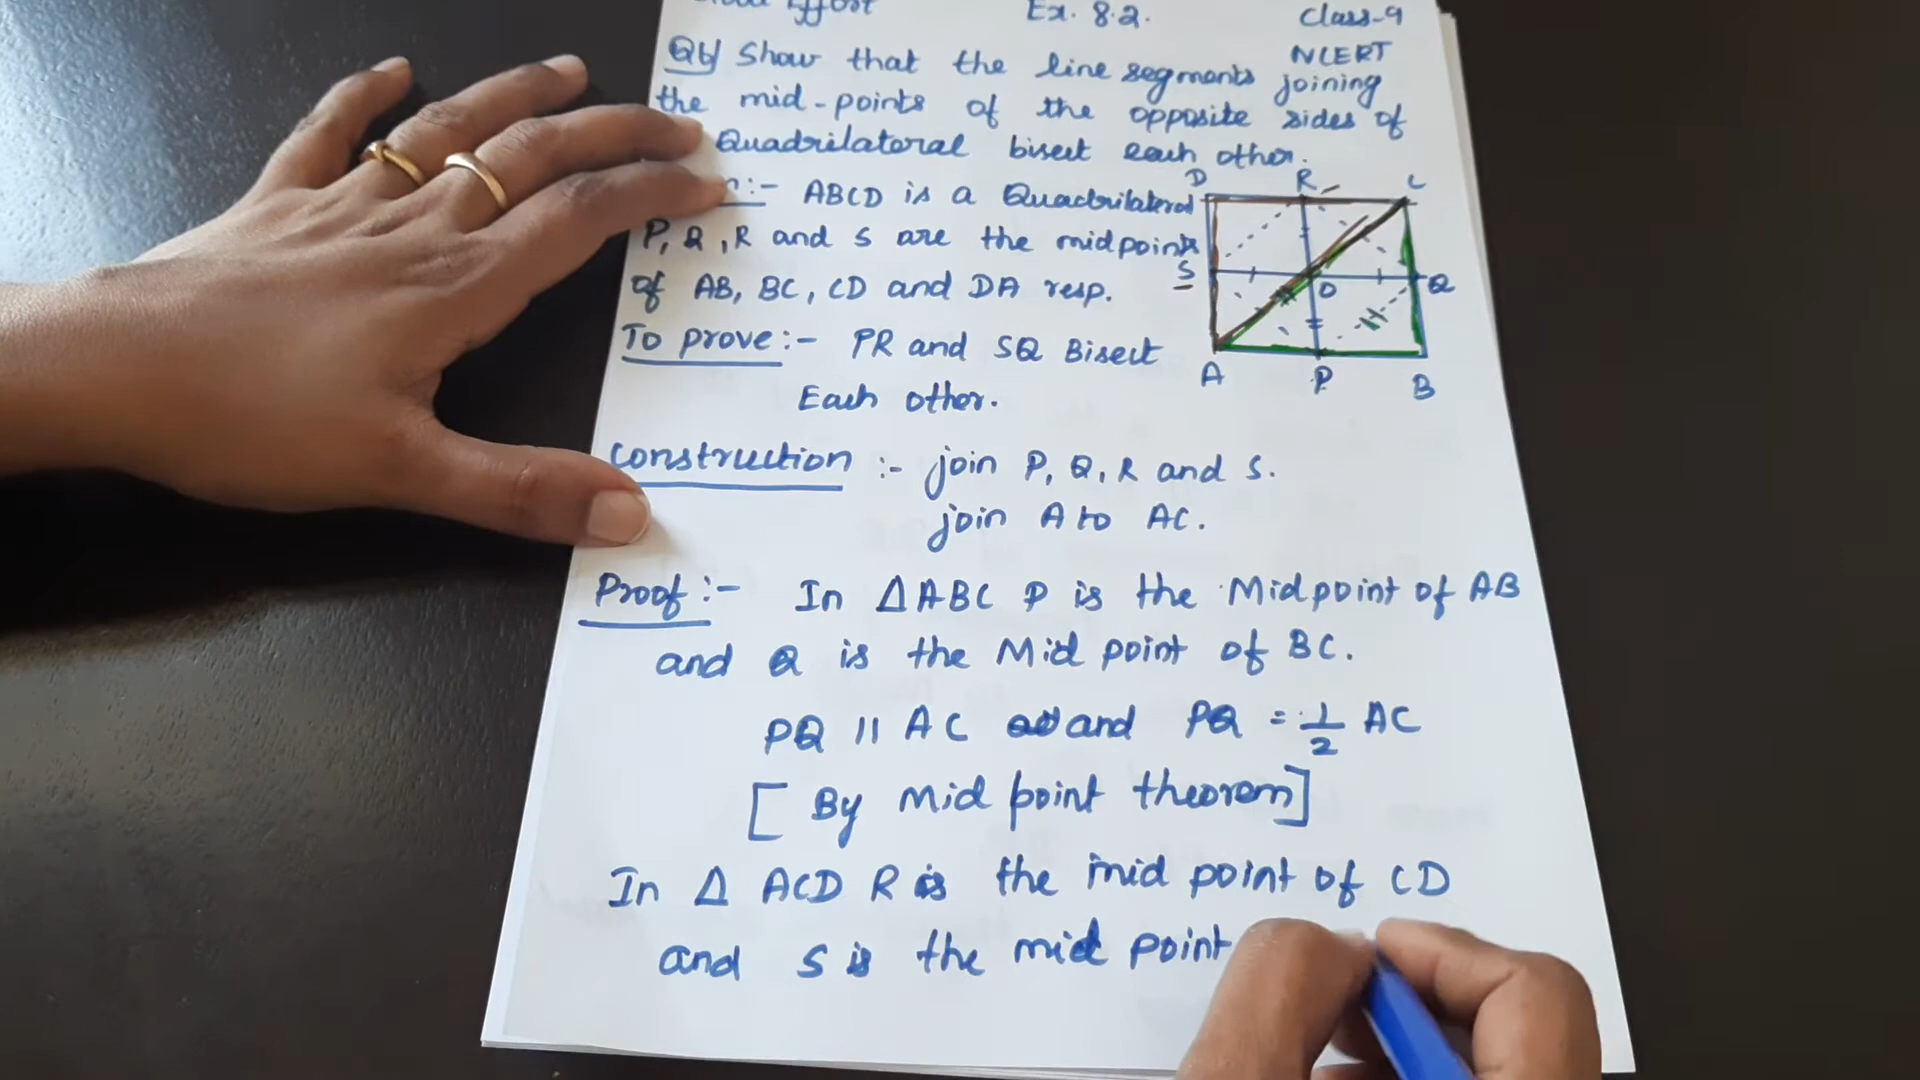 Effort Ex. 8.2. Class-9
NCERT
Q6) Show that the line segments joining
the mid-points of the opposite sides of
Quadrilateral bisect each other.
:- ABCD is a Quadrilateral
P, Q, R and S are the midpoints
of AB, BC, CD and DA resp.
To prove :- PR and SQ Bisect
Each other.
D R C
S O Q
A P B
construction :- join P, Q, R and S.
join A to AC.
Proof :- In ΔABC P is the Midpoint of AB
and Q is the Mid point of BC.
PQ || AC and PQ = 1/2 AC
[ By Mid point theorem]
In Δ ACD R is the mid point of CD
and S is the mid point